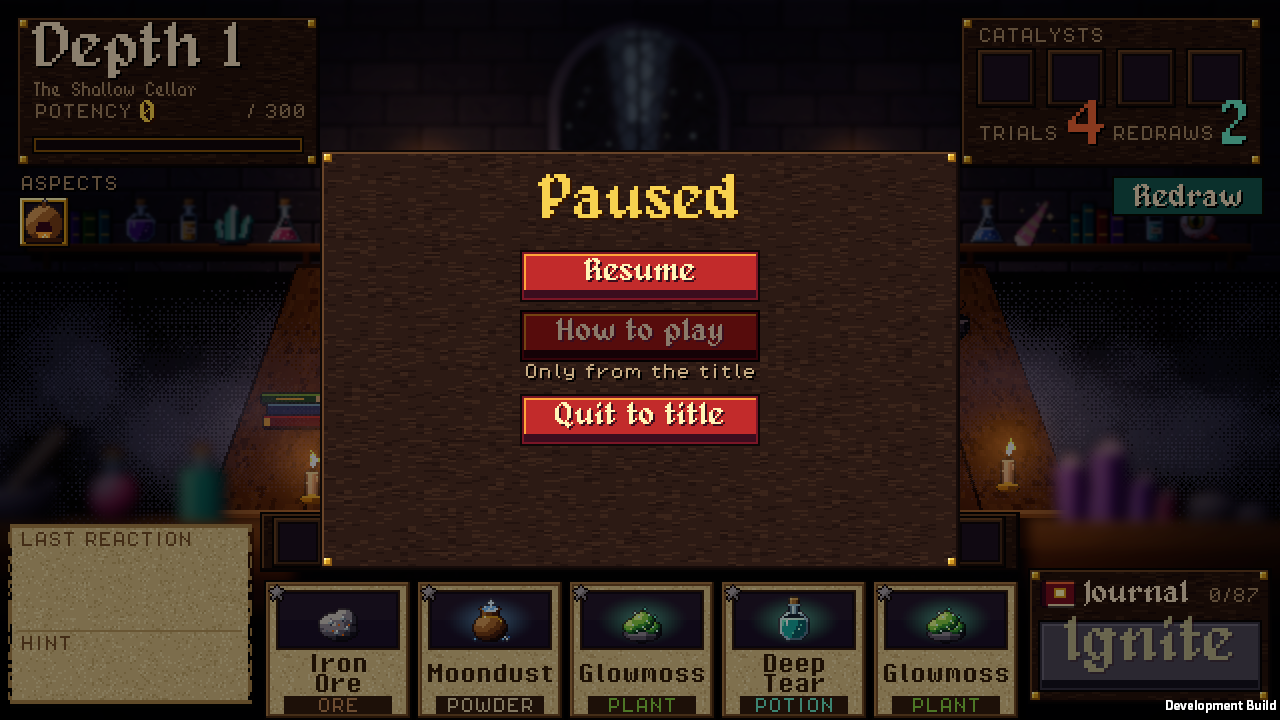 Depth 1
The Shallow Cellar
POTENCY 0 / 300
ASPECTS
CATALYSTS
TRIALS 4 REDRAWS 2
Redraw
Paused
Resume
How to play
Only from the title
Quit to title
LAST REACTION
HINT
Iron
Ore
ORE
Moondust
POWDER
Glowmoss
PLANT
Deep
Tear
POTION
Glowmoss
PLANT
Journal 0/87
Ignite
Development Build